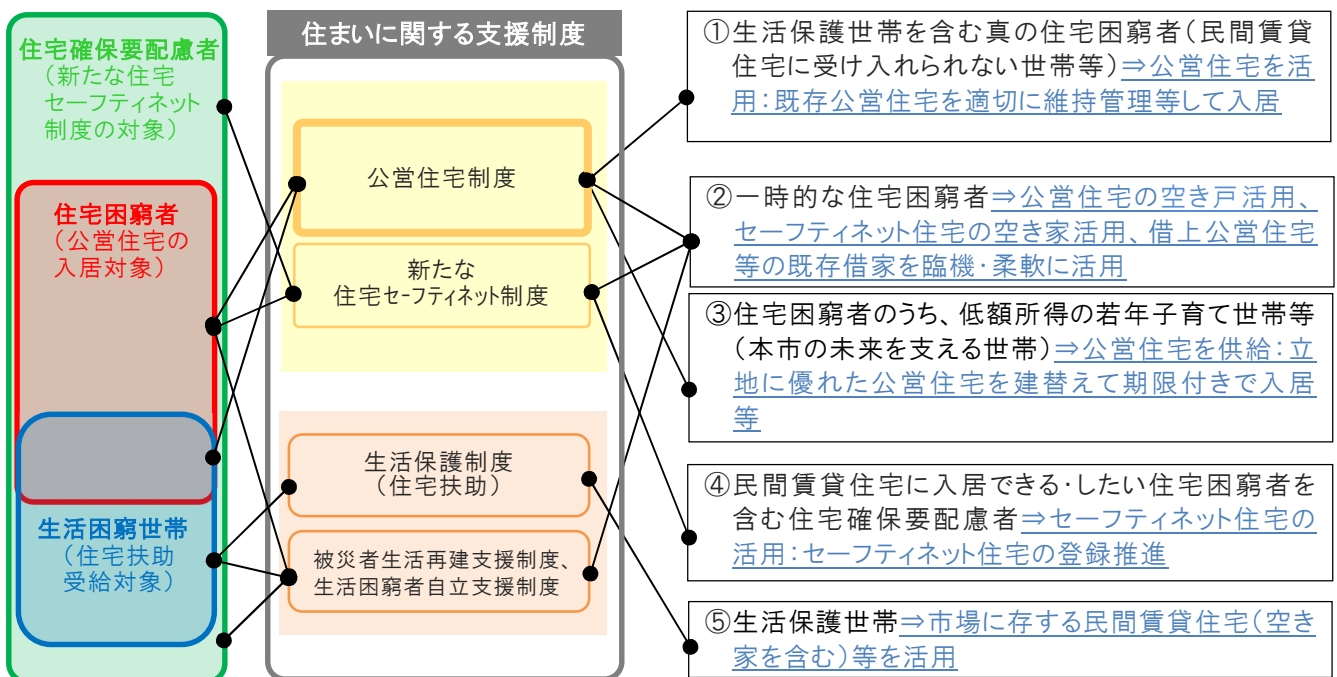 住宅確保要配慮者
(新たな住宅
セーフティネット
制度の対象)
住宅困窮者
(公営住宅の
入居対象)
生活困窮世帯
(住宅扶助
受給対象)
住まいに関する支援制度
公営住宅制度
新たな
住宅セーフティネット制度
生活保護制度
(住宅扶助)
被災者生活再建支援制度、
生活困窮者自立支援制度
①生活保護世帯を含む真の住宅困窮者(民間賃貸
住宅に受け入れられない世帯等)⇒公営住宅を活
用:既存公営住宅を適切に維持管理等して入居
②一時的な住宅困窮者⇒公営住宅の空き戸活用、
セーフティネット住宅の空き家活用、借上公営住宅
等の既存借家を臨機・柔軟に活用
③住宅困窮者のうち、低額所得の若年子育て世帯等
(本市の未来を支える世帯)⇒公営住宅を供給:立
地に優れた公営住宅を建替えて期限付きで入居
等
④民間賃貸住宅に入居できる・したい住宅困窮者を
含む住宅確保要配慮者⇒セーフティネット住宅の
活用:セーフティネット住宅の登録推進
⑤生活保護世帯⇒市場に存する民間賃貸住宅(空き
家を含む)等を活用